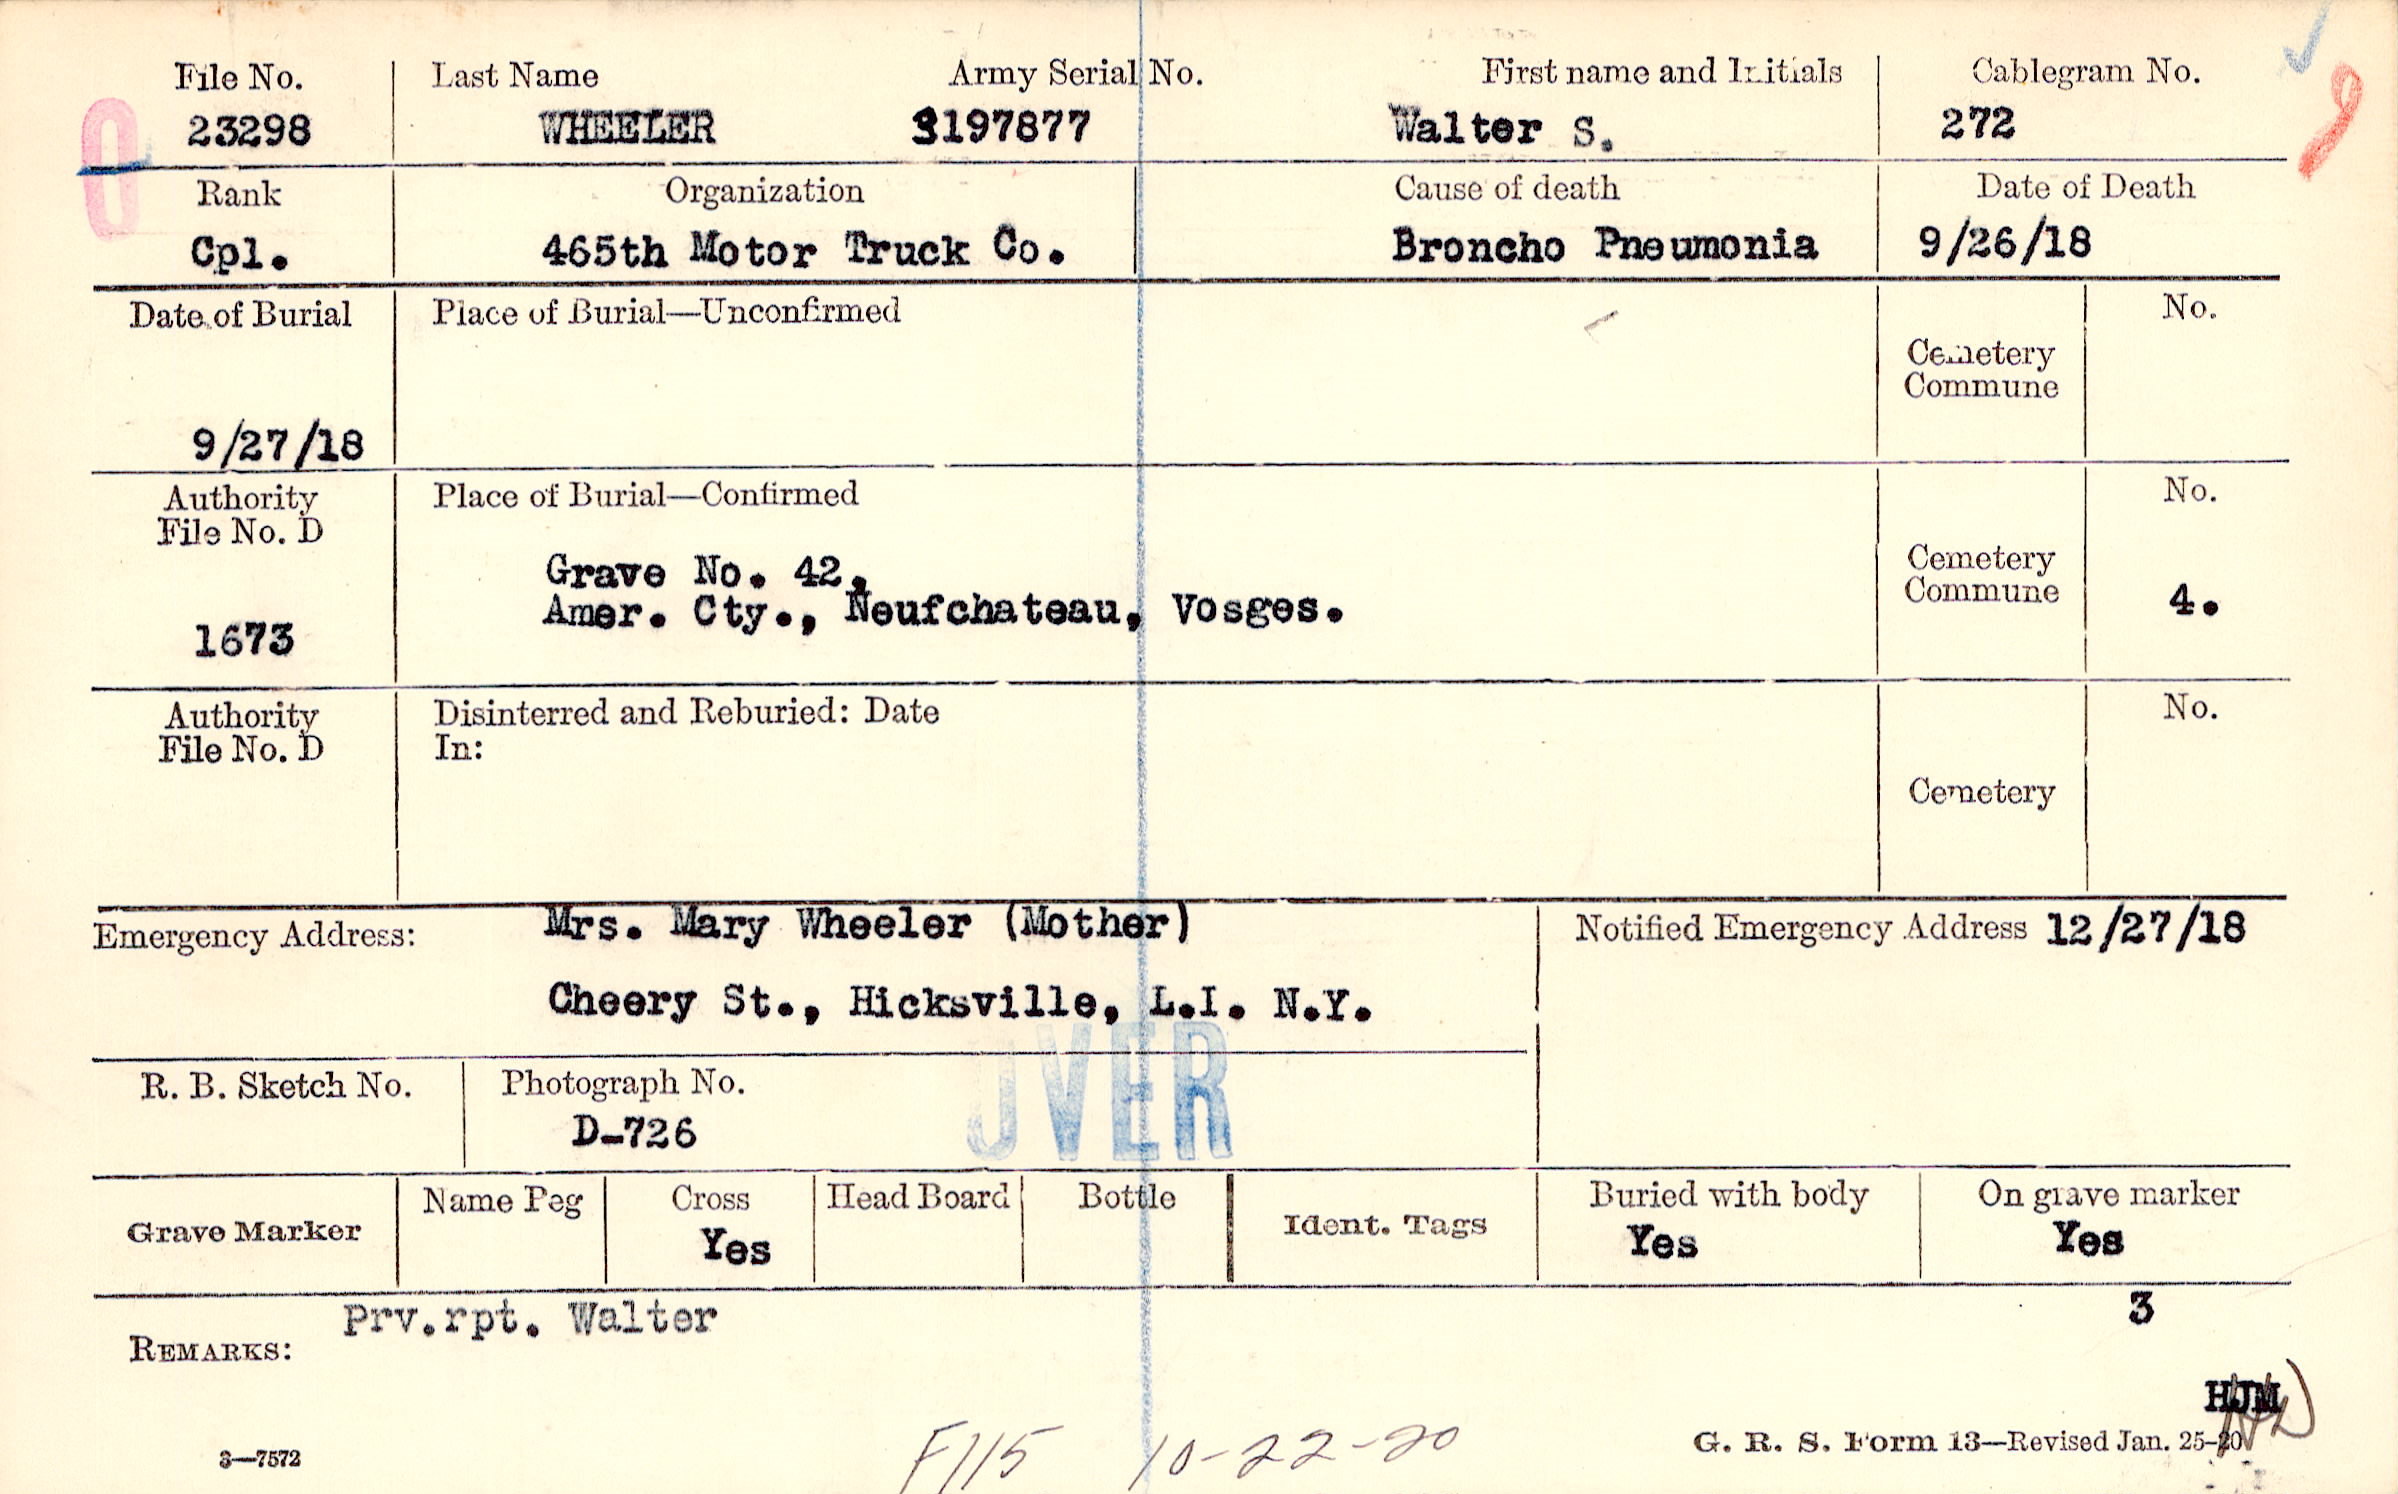 File No. Last Name Army Serial No. First name and Initials Cablegram No.
23298 WHEELER 3197877 Walter S. 272
Rank Organization Cause of death Date of Death
Cpl. 465th Motor Truck Co. Broncho Pneumonia 9/26/18
Date of Burial Place of Burial—Unconfirmed No.
Cemetery
Commune
9/27/18
Authority Place of Burial—Confirmed No.
File No. D
Grave No. 42, Cemetery
Amer. Cty., Neufchateau, Vosges. Commune 4.
1673
Authority Disinterred and Reburied: Date No.
File No. D In:
Cemetery
Emergency Address: Mrs. Mary Wheeler (Mother) Notified Emergency Address 12/27/18
Cheery St., Hicksville, L.I. N.Y.
OVER
R. B. Sketch No. Photograph No.
D-726
Name Peg Cross Head Board Bottle Buried with body On grave marker
Grave Marker Yes Ident. Tags Yes Yes
3
Prv.rpt. Walter
REMARKS:
HJM
3—7572 F115 10-22-20 G. R. S. Form 13—Revised Jan. 25-20